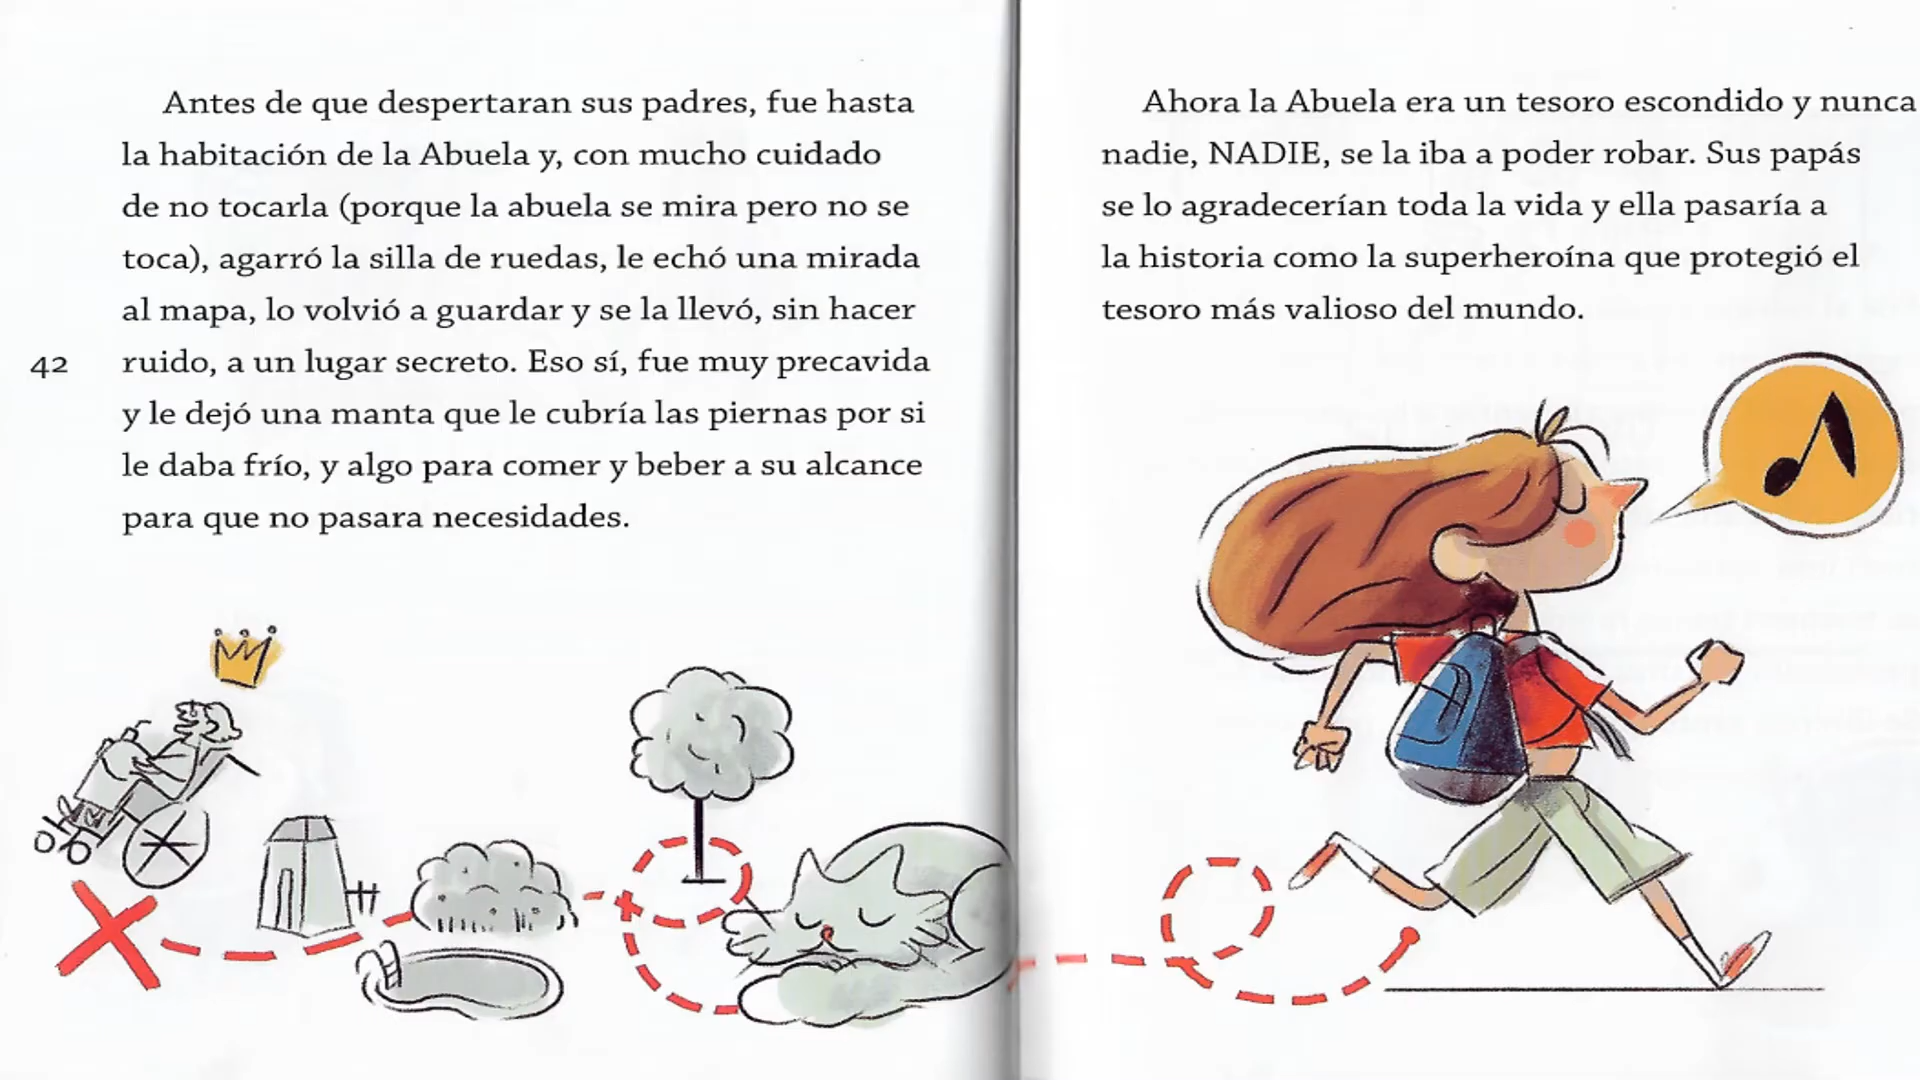 Antes de que despertaran sus padres, fue hasta
la habitación de la Abuela y, con mucho cuidado
de no tocarla (porque la abuela se mira pero no se
toca), agarró la silla de ruedas, le echó una mirada
al mapa, lo volvió a guardar y se la llevó, sin hacer
42
ruido, a un lugar secreto. Eso sí, fue muy precavida
y le dejó una manta que le cubría las piernas por si
le daba frío, y algo para comer y beber a su alcance
para que no pasara necesidades.
Ahora la Abuela era un tesoro escondido y nunca
nadie, NADIE, se la iba a poder robar. Sus papás
se lo agradecerían toda la vida y ella pasaría a
la historia como la superheroína que protegió el
tesoro más valioso del mundo.